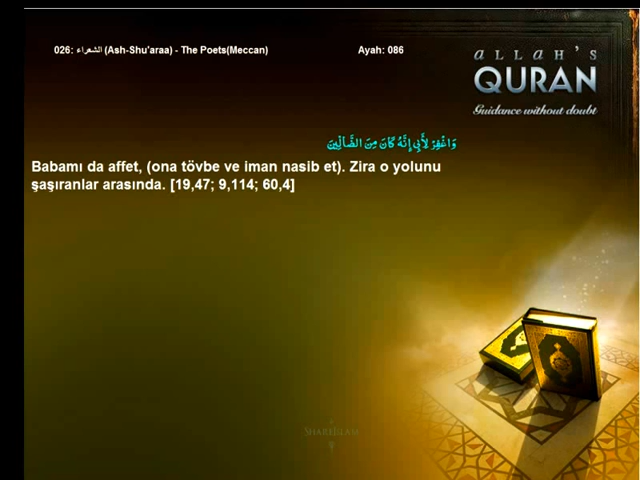 026: الشعراء (Ash-Shu'araa) - The Poets(Meccan) Ayah: 086
ALLAH'S
QURAN
Guidance without doubt
وَاغْفِرْ لِأَبِي إِنَّهُ كَانَ مِنَ الضَّالِّينَ
Babamı da affet, (ona tövbe ve iman nasib et). Zira o yolunu
şaşıranlar arasında. [19,47; 9,114; 60,4]
SHAREISLAM